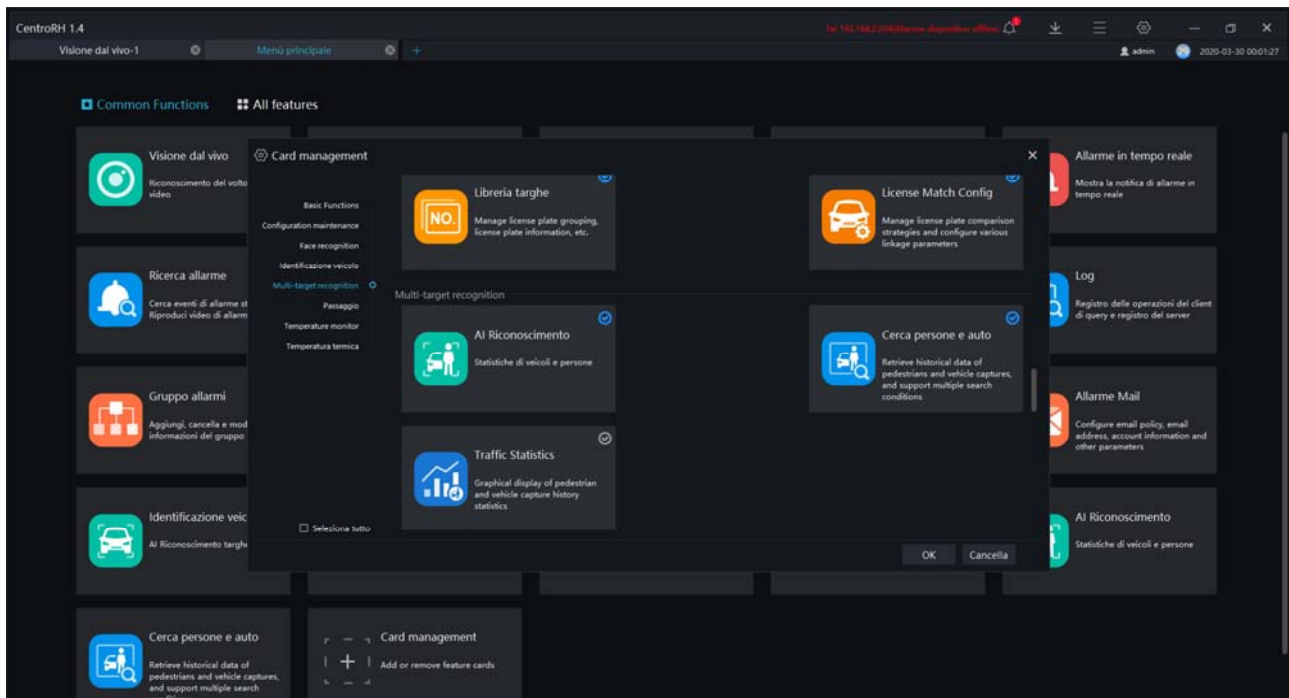 CentroRH 1.4
Visione dal vivo-1
Menù principale
admin
2020-03-30 00:01:27
Common Functions
All features
Visione dal vivo
Riconoscimento del volto
video
Ricerca allarme
Cerca eventi di allarme st
Riproduci video di allarm
Gruppo allarmi
Aggiungi, cancella e mod
informazioni del gruppo
Identificazione veic
AI Riconoscimento targhe
Cerca persone e auto
Retrieve historical data of
pedestrians and vehicle captures,
and support multiple search
Card management
Add or remove feature cards
Card management
Basic Functions
Configuration maintenance
Face recognition
Identificazione veicolo
Multi-target recognition
Passaggio
Temperature monitor
Temperatura termica
Seleziona tutto
NO.
Libreria targhe
Manage license plate grouping,
license plate information, etc.
License Match Config
Manage license plate comparison
strategies and configure various
linkage parameters
Multi-target recognition
AI Riconoscimento
Statistiche di veicoli e persone
Cerca persone e auto
Retrieve historical data of
pedestrians and vehicle captures,
and support multiple search
conditions
Traffic Statistics
Graphical display of pedestrian
and vehicle capture history
statistics
OK
Cancella
Allarme in tempo reale
Mostra la notifica di allarme in
tempo reale
Log
Registro delle operazioni del client
di query e registro del server
Allarme Mail
Configure email policy, email
address, account information and
other parameters
AI Riconoscimento
Statistiche di veicoli e persone